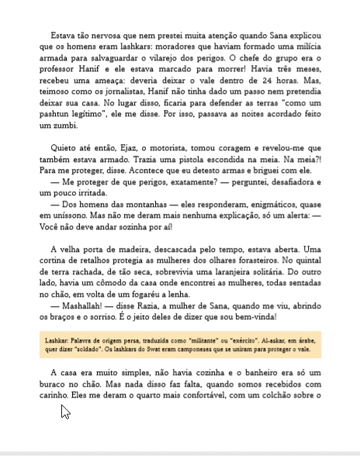 Estava tão nervosa que nem prestei muita atenção quando Sana explicou
que os homens eram lashkars: moradores que haviam formado uma milícia
armada para salvaguardar o vilarejo dos perigos. O chefe do grupo era o
professor Hanif e ele estava marcado para morrer! Havia três meses,
recebeu uma ameaça: deveria deixar o vale dentro de 24 horas. Mas,
teimoso como os jornalistas, Hanif não tinha dado um passo nem pretendia
deixar sua casa. No lugar disso, ficaria para defender as terras “como um
pashtun legítimo”, ele me disse. Por isso, passava as noites acordado feito
um zumbi.
Quieto até então, Ejaz, o motorista, tomou coragem e revelou-me que
também estava armado. Trazia uma pistola escondida na meia. Na meia?!
Para me proteger, disse. Acontece que eu detesto armas e briguei com ele.
— Me proteger de que perigos, exatamente? — perguntei, desafiadora e
um pouco irritada.
— Dos homens das montanhas — eles responderam, enigmáticos, quase
em uníssono. Mas não me deram mais nenhuma explicação, só um alerta: —
Você não deve andar sozinha por aí!
A velha porta de madeira, descascada pelo tempo, estava aberta. Uma
cortina de retalhos protegia as mulheres dos olhares forasteiros. No quintal
de terra rachada, de tão seca, sobrevivia uma laranjeira solitária. Do outro
lado, havia um cômodo da casa onde encontrei as mulheres, todas sentadas
no chão, em volta de um fogaréu a lenha.
— Mashallah! — disse Razia, a mulher de Sana, quando me viu, abrindo
os braços e o sorriso. É o jeito deles de dizer que sou bem-vinda!
Lashkar: Palavra de origem persa, traduzida como “militante” ou “exército”. Al-askar, em árabe,
quer dizer “soldado”. Os lashkars do Swat eram camponeses que se uniram para proteger o vale.
A casa era muito simples, não havia cozinha e o banheiro era só um
buraco no chão. Mas nada disso faz falta, quando somos recebidos com
carinho. Eles me deram o quarto mais confortável, com um colchão sobre o